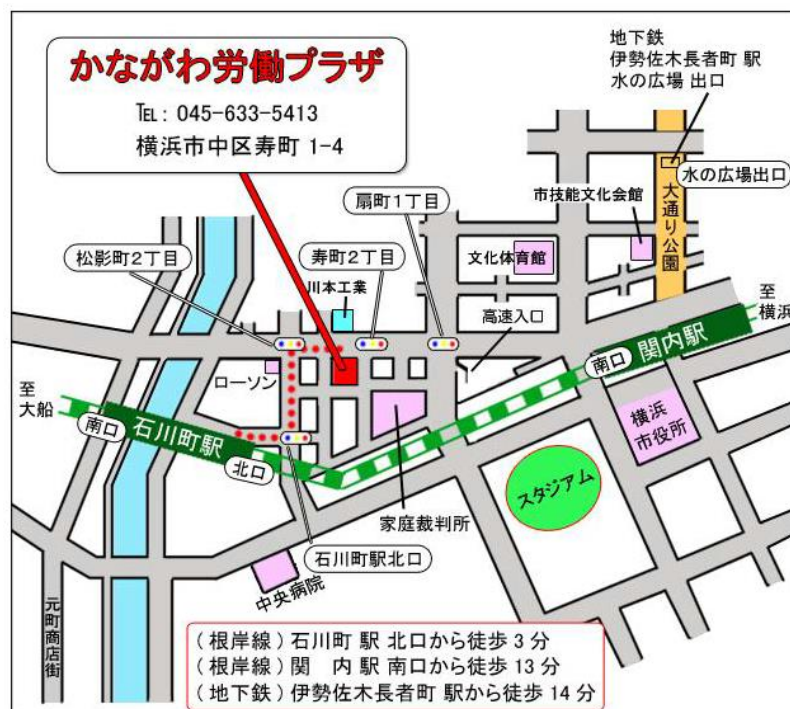 かながわ労働プラザ
℡: 045-633-5413
横浜市中区寿町 1-4
地下鉄
伊勢佐木長者町 駅
水の広場 出口
水の広場出口
大通り公園
市技能文化会館
扇町1丁目
文化体育館
松影町2丁目
寿町2丁目
川本工業
高速入口
至
横浜
関内駅
南口
ローソン
至
大船
南口
石川町駅
北口
横浜
市役所
スタジアム
家庭裁判所
石川町駅北口
中央病院
元町商店街
(根岸線)石川町 駅 北口から徒歩 3 分
(根岸線)関 内 駅 南口から徒歩 13 分
(地下鉄)伊勢佐木長者町 駅から徒歩 14 分